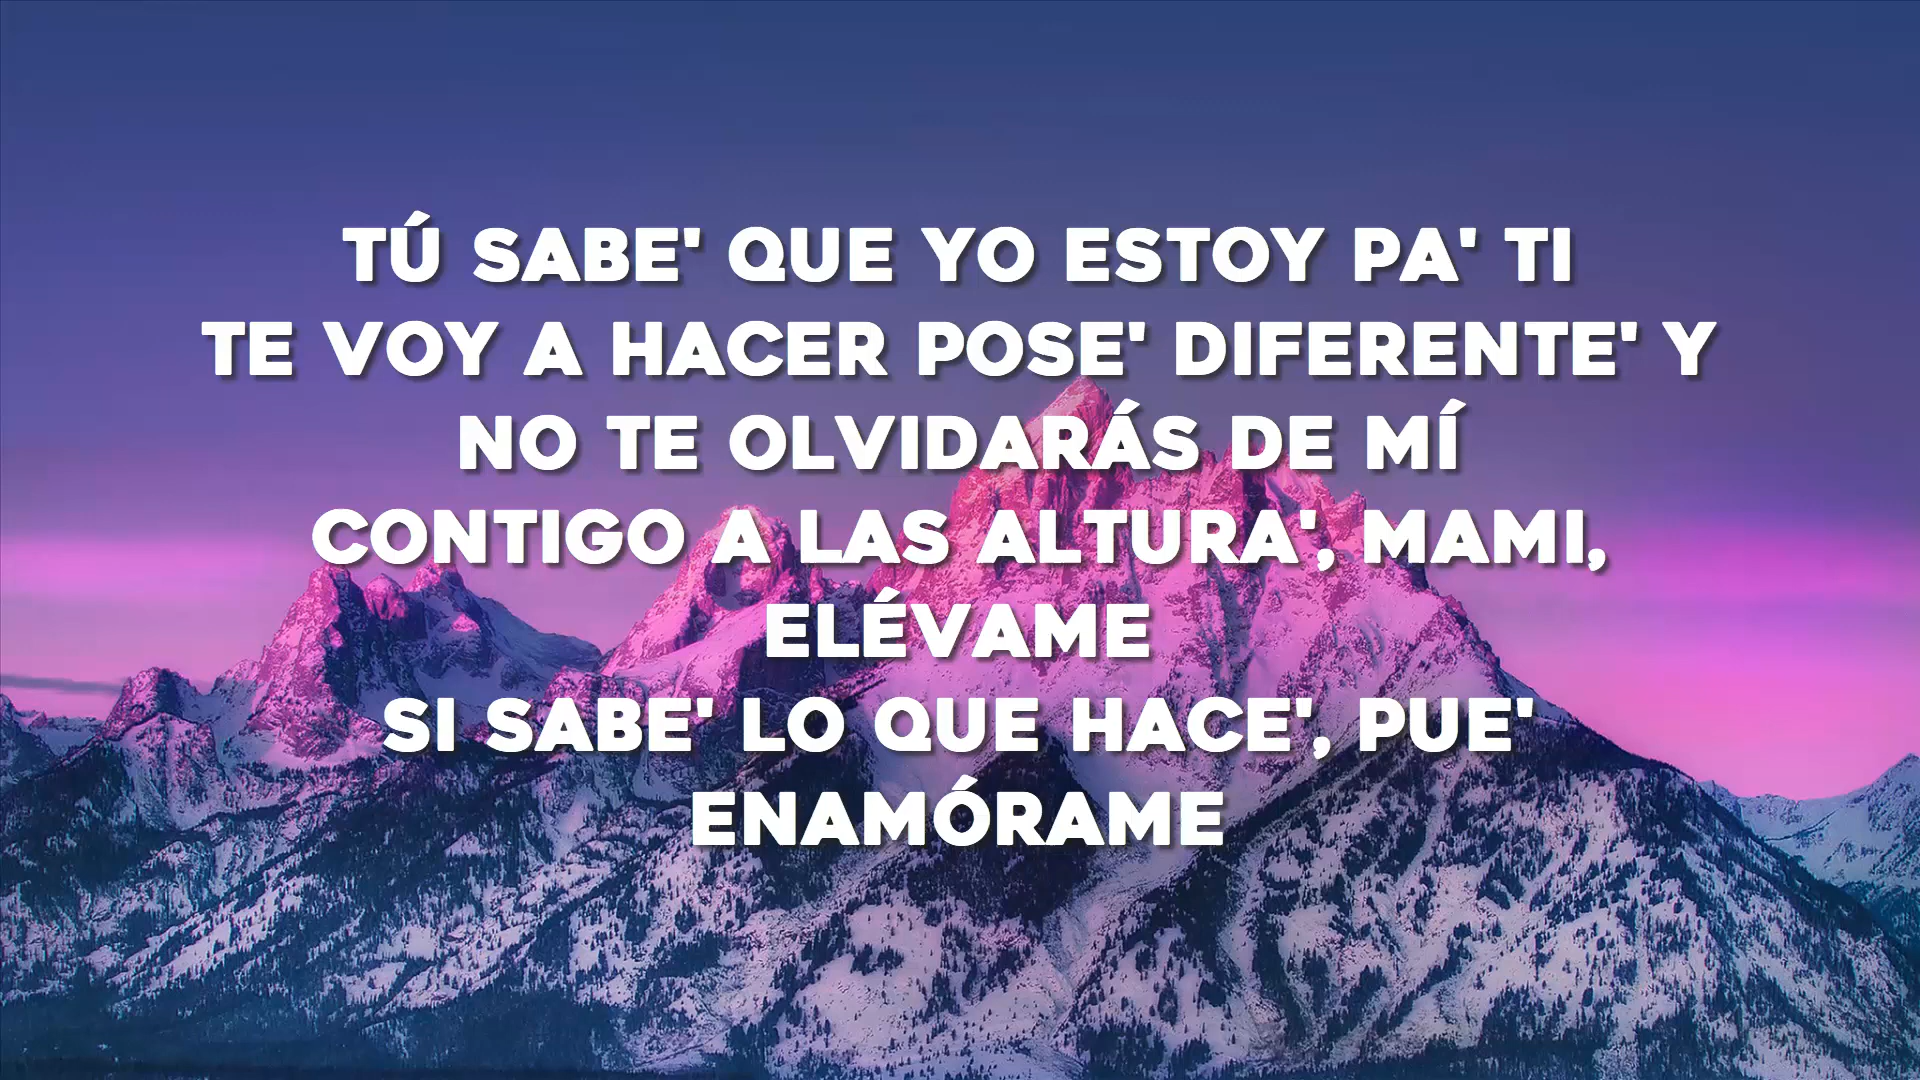 TÚ SABE' QUE YO ESTOY PA' TI
TE VOY A HACER POSE' DIFERENTE' Y
NO TE OLVIDARÁS DE MÍ
CONTIGO A LAS ALTURA', MAMI,
ELÉVAME
SI SABE' LO QUE HACE', PUE'
ENAMÓRAME